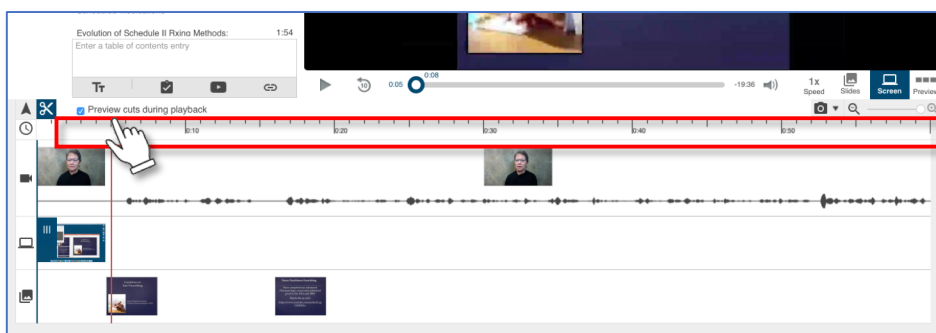 Evolution of Schedule II Rxing Methods: 1:54
Enter a table of contents entry
TT
10
0:05
0:08
-19:36
1x
Speed
Slides
Screen
Preview
Preview cuts during playback
0:10
0:20
0:30
0:40
0:50